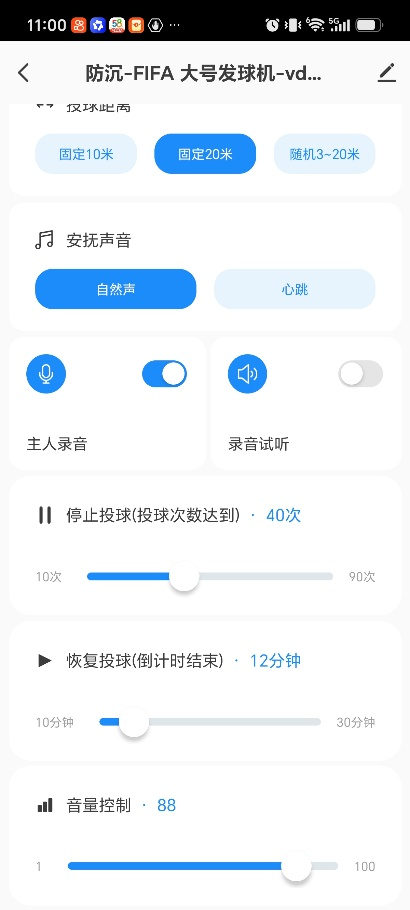 11:00
58
5G
防沉-FIFA 大号发球机-vd...
投球距离
固定10米
固定20米
随机3~20米
安抚声音
自然声
心跳
主人录音
录音试听
停止投球(投球次数达到) · 40次
10次
90次
恢复投球(倒计时结束) · 12分钟
10分钟
30分钟
音量控制 · 88
1
100